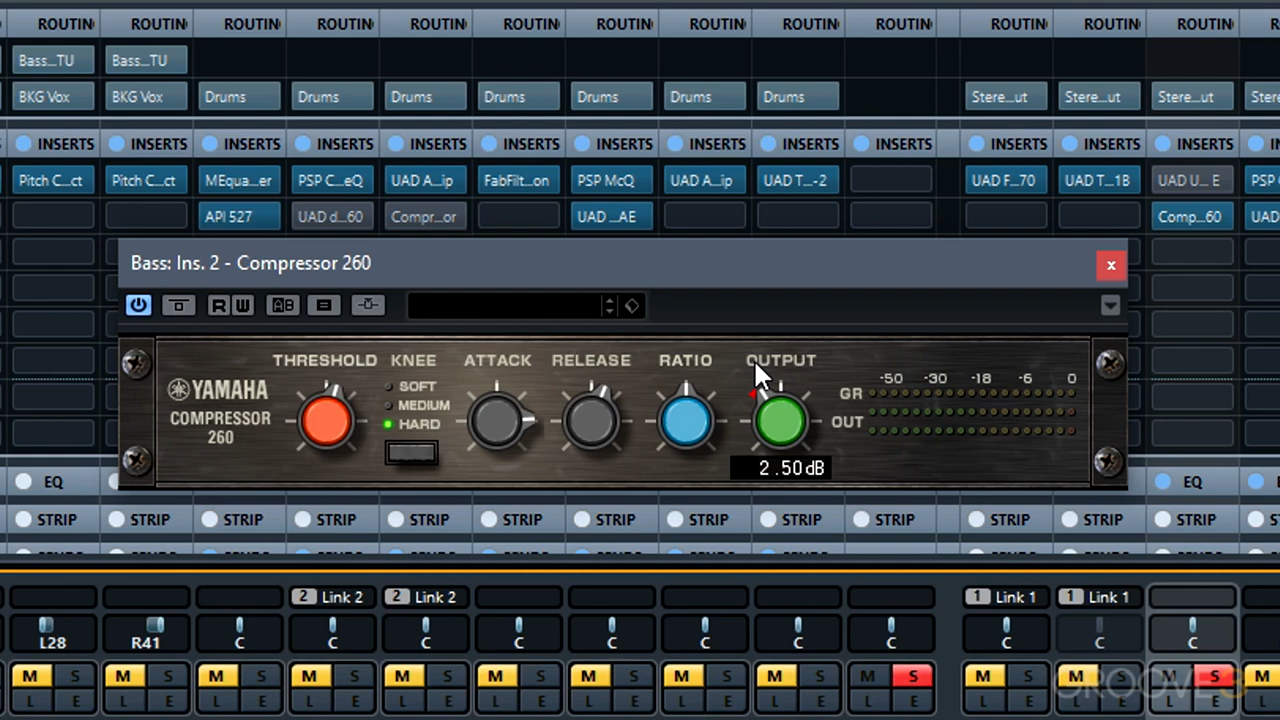 ROUTIN ROUTIN ROUTIN ROUTIN ROUTIN ROUTIN ROUTIN ROUTIN ROUTIN ROUTIN ROUTIN ROUTIN ROUTIN
Bass...TU Bass...TU
BKG Vox BKG Vox Drums Drums Drums Drums Drums Drums Drums Stere...ut Stere...ut Stere...ut Stere
INSERTS INSERTS INSERTS INSERTS INSERTS INSERTS INSERTS INSERTS INSERTS INSERTS INSERTS INSERTS INSERTS
Pitch C...ct Pitch C...ct MEqua...er PSP C...eQ UAD A...ip FabFilt...on PSP McQ UAD A...ip UAD T...-2 UAD F...70 UAD T...1B UAD U... E PSP
API 527 UAD d...60 Compr...or UAD ...AE Comp...60 UAD
Bass: Ins. 2 - Compressor 260 x
R W AB
THRESHOLD KNEE ATTACK RELEASE RATIO OUTPUT
-50 -30 -18 -6 0
YAMAHA SOFT GR
COMPRESSOR MEDIUM
260 HARD OUT
2.50dB
EQ EQ
STRIP STRIP STRIP STRIP STRIP STRIP STRIP STRIP STRIP STRIP STRIP STRIP STRIP
2 Link 2 2 Link 2 1 Link 1 1 Link 1
L28 R41 C C C C C C C C C C C
M S M S M S M S M S M S M S M S M S M S M S M S M S M
L E L E L E L E L E L E L E L E L E L E L E L E L E L
GROOVE3